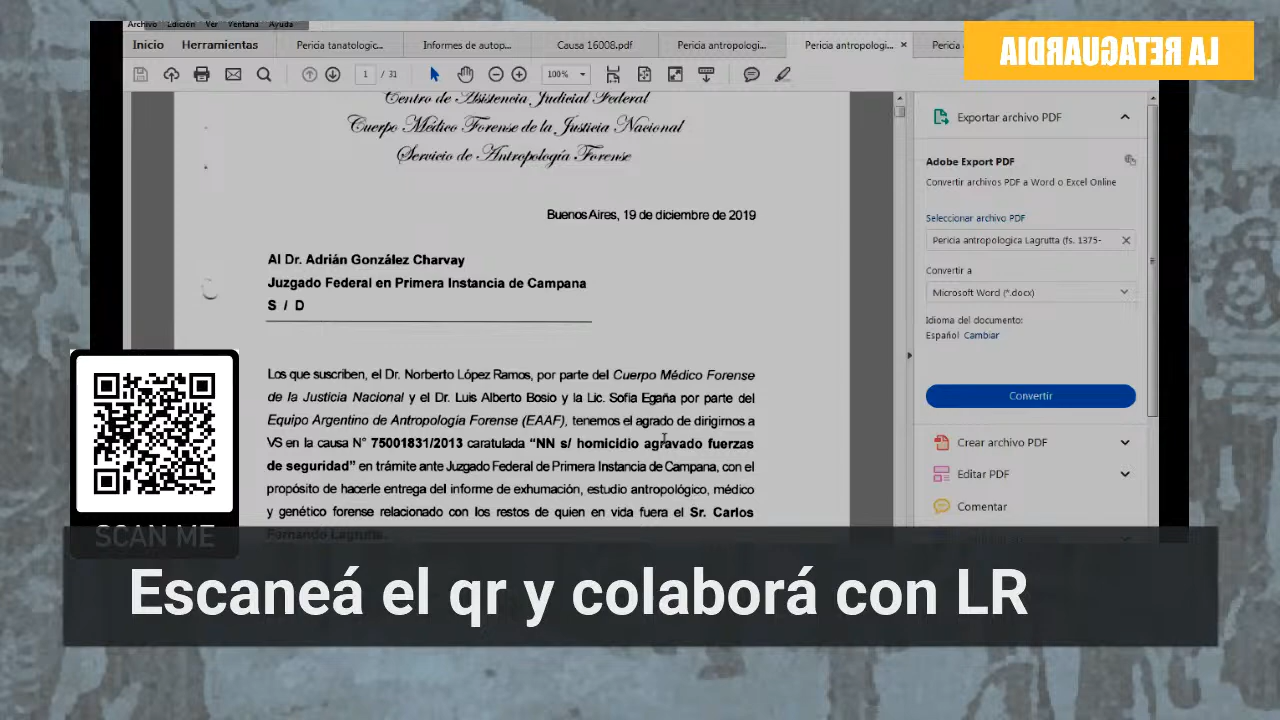 Archivo Edición Ver Ventana Ayuda
Inicio Herramientas Pericia tanatologic... Informes de autop... Causa 16008.pdf Pericia antropologi... Pericia antropologi... Pericia
LA RETAGUARDIA
1 / 31 100%
Centro de Asistencia Judicial Federal
Cuerpo Médico Forense de la Justicia Nacional
Servicio de Antropología Forense
Buenos Aires, 19 de diciembre de 2019
Al Dr. Adrián González Charvay
Juzgado Federal en Primera Instancia de Campana
S / D
Los que suscriben, el Dr. Norberto López Ramos, por parte del Cuerpo Médico Forense
de la Justicia Nacional y el Dr. Luis Alberto Bosio y la Lic. Sofía Egaña por parte del
Equipo Argentino de Antropología Forense (EAAF), tenemos el agrado de dirigirnos a
VS en la causa N° 75001831/2013 caratulada "NN s/ homicidio agravado fuerzas
de seguridad" en trámite ante Juzgado Federal de Primera Instancia de Campana, con el
propósito de hacerle entrega del informe de exhumación, estudio antropológico, médico
y genético forense relacionado con los restos de quien en vida fuera el Sr. Carlos
Fernando Lagrutta.
Exportar archivo PDF
Adobe Export PDF
Convertir archivos PDF a Word o Excel Online
Seleccionar archivo PDF
Pericia antropologica Lagrutta (fs. 1375-
Convertir a
Microsoft Word (*.docx)
Idioma del documento:
Español Cambiar
Convertir
Crear archivo PDF
Editar PDF
Comentar
SCAN ME
Escaneá el qr y colaborá con LR